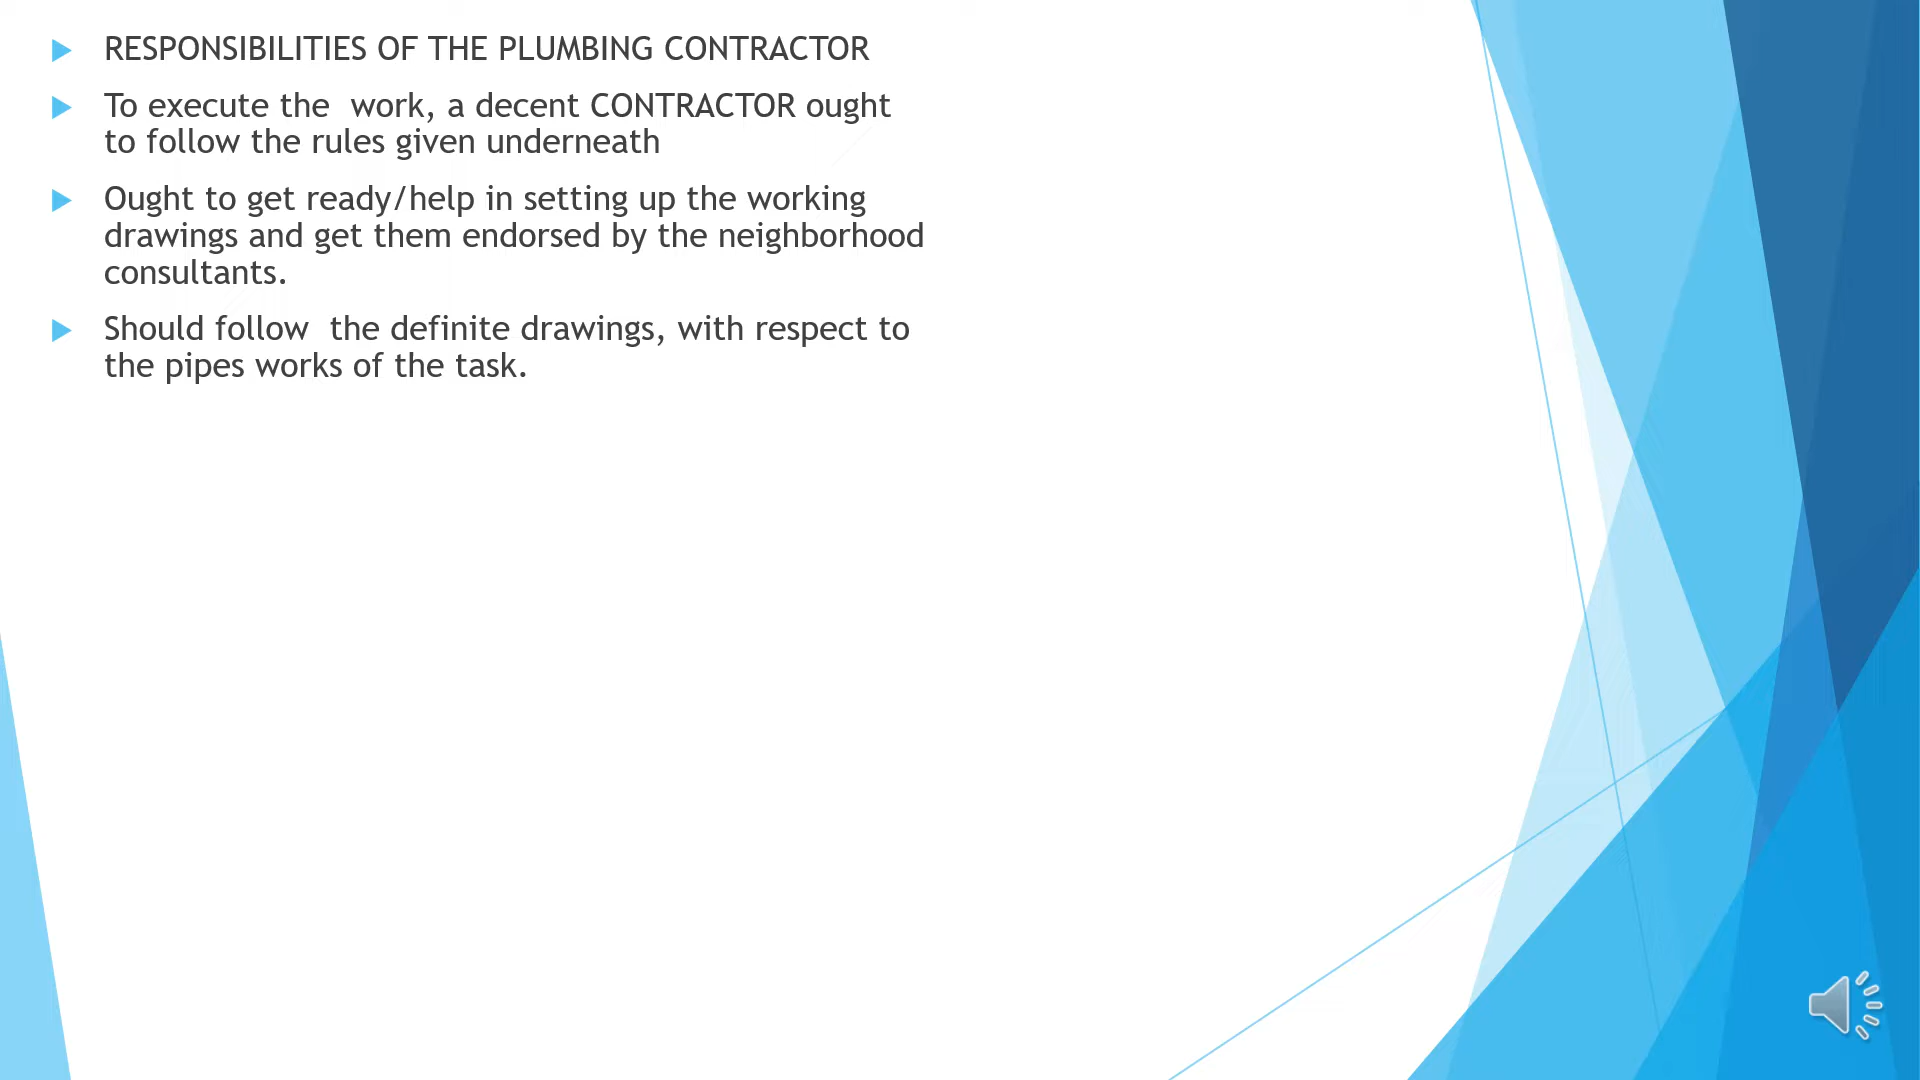 RESPONSIBILITIES OF THE PLUMBING CONTRACTOR
To execute the  work, a decent CONTRACTOR ought
to follow the rules given underneath
Ought to get ready/help in setting up the working
drawings and get them endorsed by the neighborhood
consultants.
Should follow  the definite drawings, with respect to
the pipes works of the task.